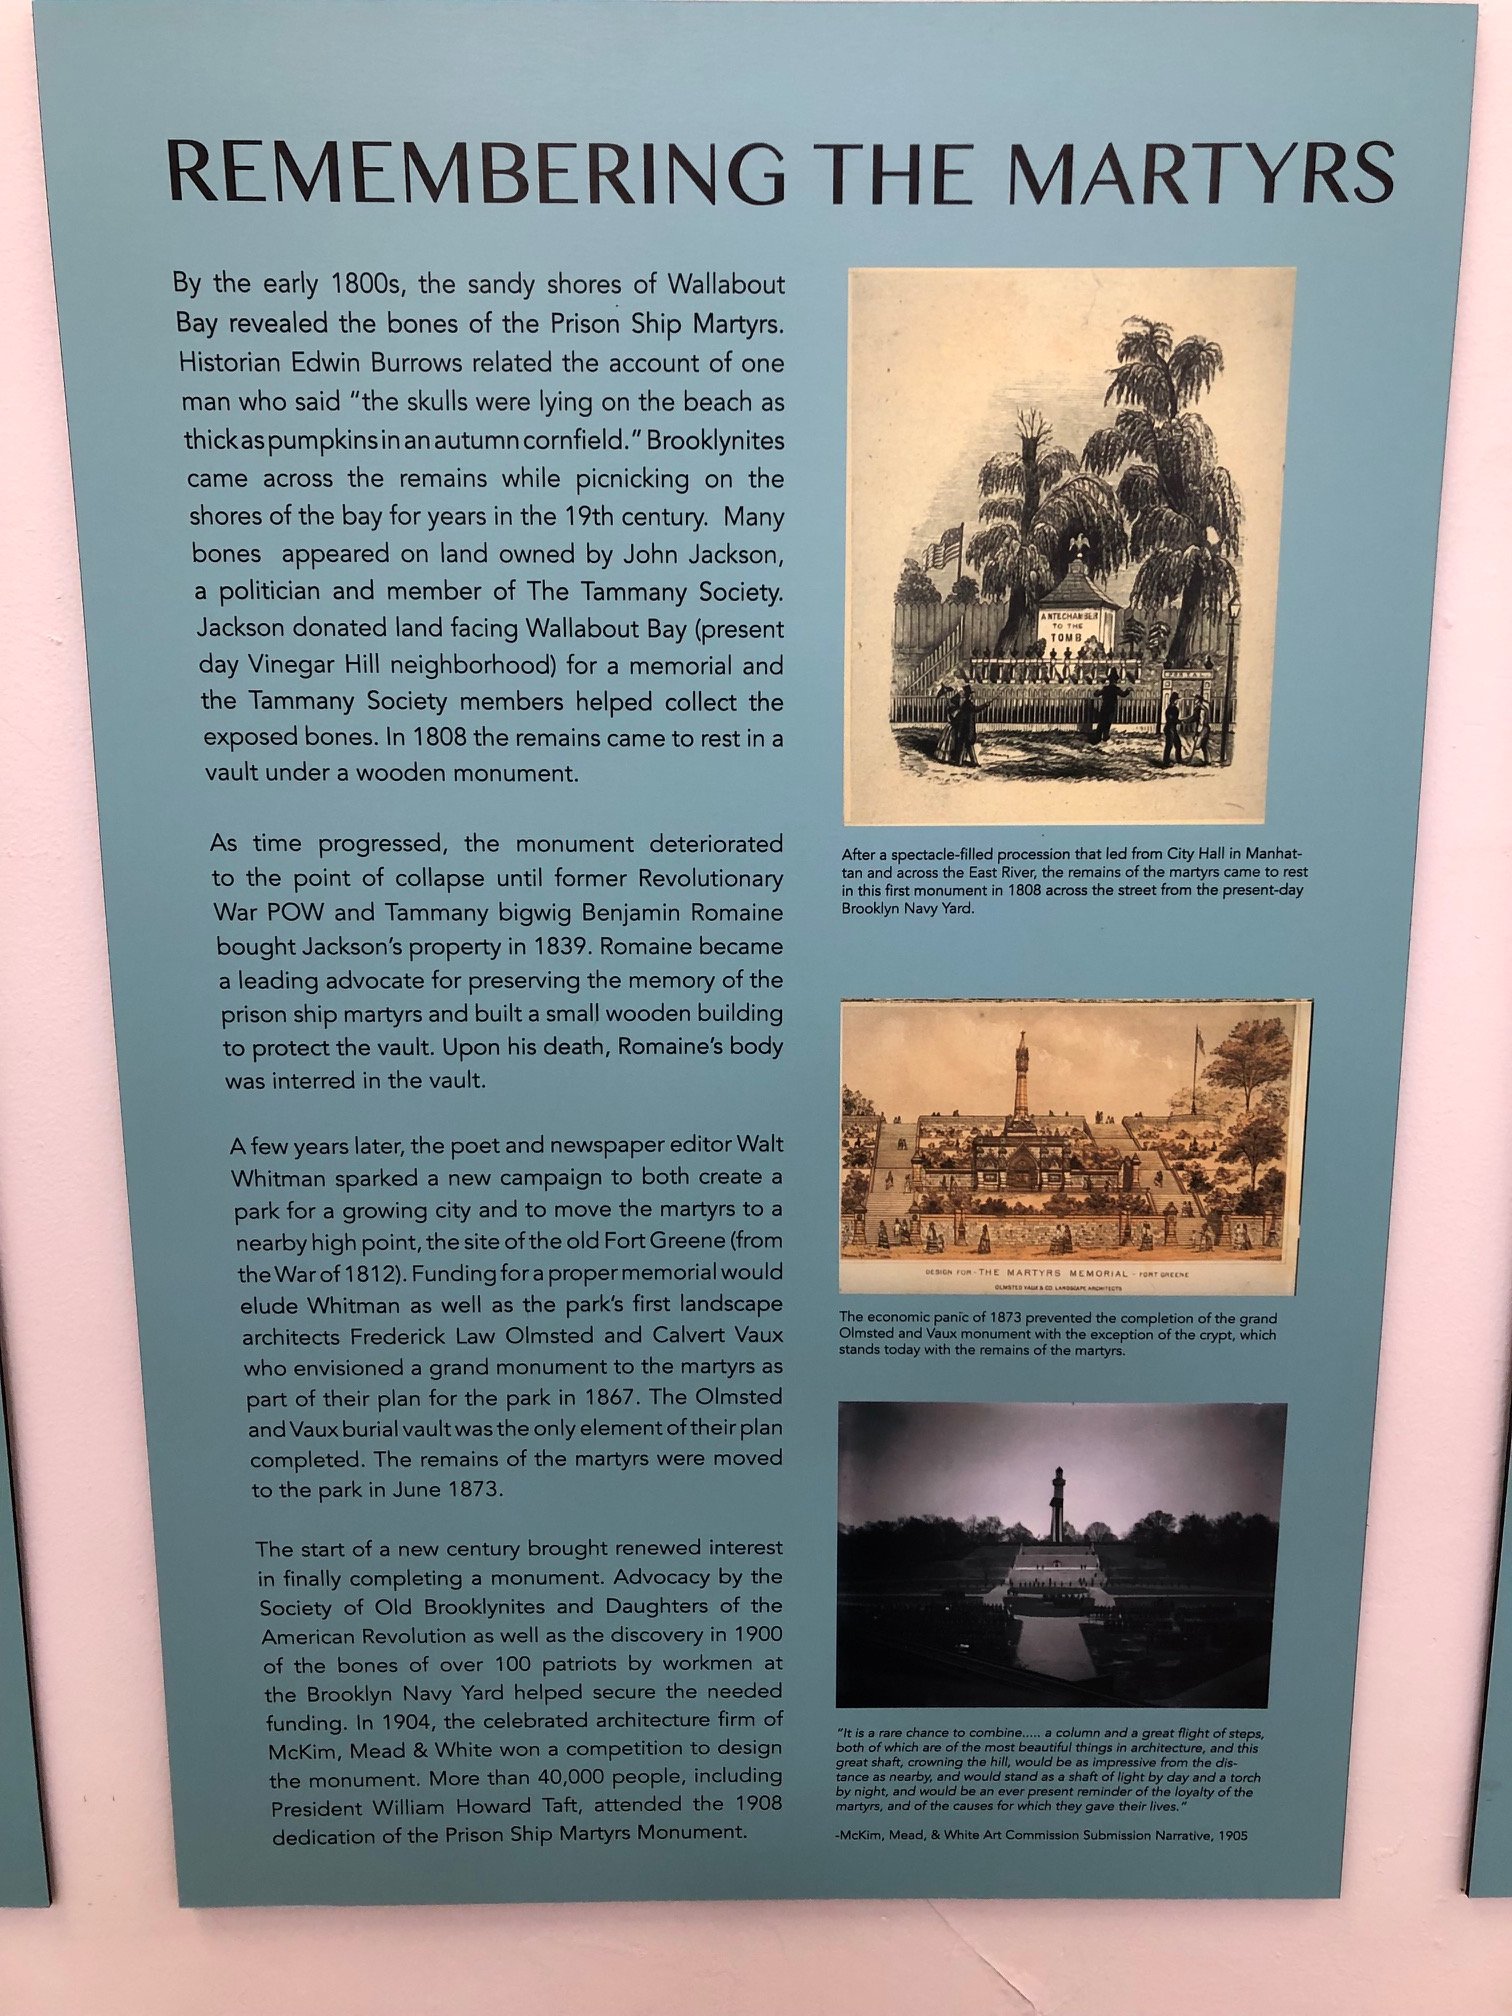 REMEMBERING THE MARTYRS
By the early 1800s, the sandy shores of Wallabout
Bay revealed the bones of the Prison Ship Martyrs.
Historian Edwin Burrows related the account of one
man who said "the skulls were lying on the beach as
thick as pumpkins in an autumn cornfield." Brooklynites
came across the remains while picnicking on the
shores of the bay for years in the 19th century. Many
bones appeared on land owned by John Jackson,
a politician and member of The Tammany Society.
Jackson donated land facing Wallabout Bay (present
day Vinegar Hill neighborhood) for a memorial and
the Tammany Society members helped collect the
exposed bones. In 1808 the remains came to rest in a
vault under a wooden monument.
As time progressed, the monument deteriorated
to the point of collapse until former Revolutionary
War POW and Tammany bigwig Benjamin Romaine
bought Jackson's property in 1839. Romaine became
a leading advocate for preserving the memory of the
prison ship martyrs and built a small wooden building
to protect the vault. Upon his death, Romaine's body
was interred in the vault.
A few years later, the poet and newspaper editor Walt
Whitman sparked a new campaign to both create a
park for a growing city and to move the martyrs to a
nearby high point, the site of the old Fort Greene (from
the War of 1812). Funding for a proper memorial would
elude Whitman as well as the park's first landscape
architects Frederick Law Olmsted and Calvert Vaux
who envisioned a grand monument to the martyrs as
part of their plan for the park in 1867. The Olmsted
and Vaux burial vault was the only element of their plan
completed. The remains of the martyrs were moved
to the park in June 1873.
The start of a new century brought renewed interest
in finally completing a monument. Advocacy by the
Society of Old Brooklynites and Daughters of the
American Revolution as well as the discovery in 1900
of the bones of over 100 patriots by workmen at
the Brooklyn Navy Yard helped secure the needed
funding. In 1904, the celebrated architecture firm of
McKim, Mead & White won a competition to design
the monument. More than 40,000 people, including
President William Howard Taft, attended the 1908
dedication of the Prison Ship Martyrs Monument.
ANTECHAMBER
TO THE
TOMB
After a spectacle-filled procession that led from City Hall in Manhat-
tan and across the East River, the remains of the martyrs came to rest
in this first monument in 1808 across the street from the present-day
Brooklyn Navy Yard.
DESIGN FOR - THE MARTYRS MEMORIAL - FORT GREENE
OLMSTED VAUX & CO. LANDSCAPE ARCHITECTS
The economic panic of 1873 prevented the completion of the grand
Olmsted and Vaux monument with the exception of the crypt, which
stands today with the remains of the martyrs.
"It is a rare chance to combine..... a column and a great flight of steps,
both of which are of the most beautiful things in architecture, and this
great shaft, crowning the hill, would be as impressive from the dis-
tance as nearby, and would stand as a shaft of light by day and a torch
by night, and would be an ever present reminder of the loyalty of the
martyrs, and of the causes for which they gave their lives."
-McKim, Mead, & White Art Commission Submission Narrative, 1905